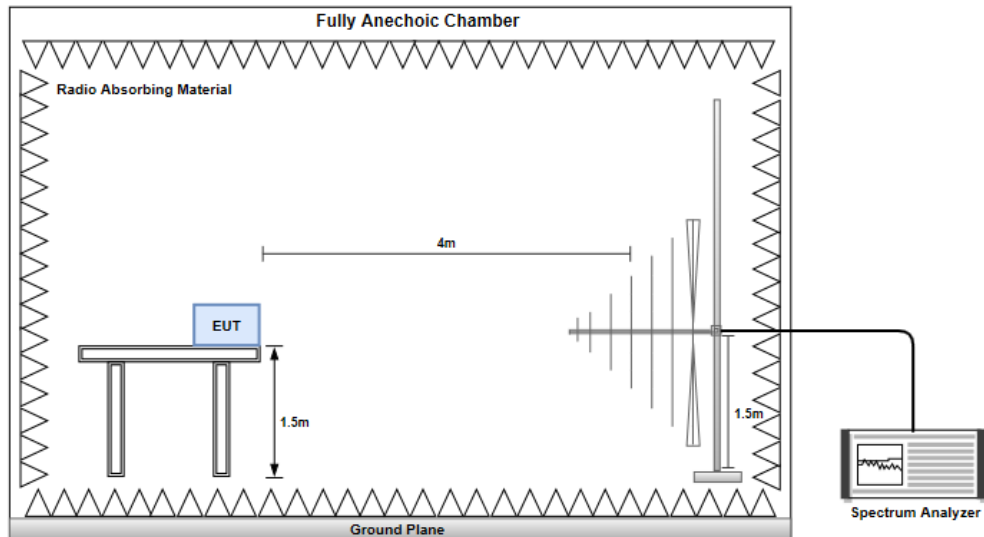 Fully Anechoic Chamber
Radio Absorbing Material
4m
EUT
1.5m
1.5m
Spectrum Analyzer
Ground Plane